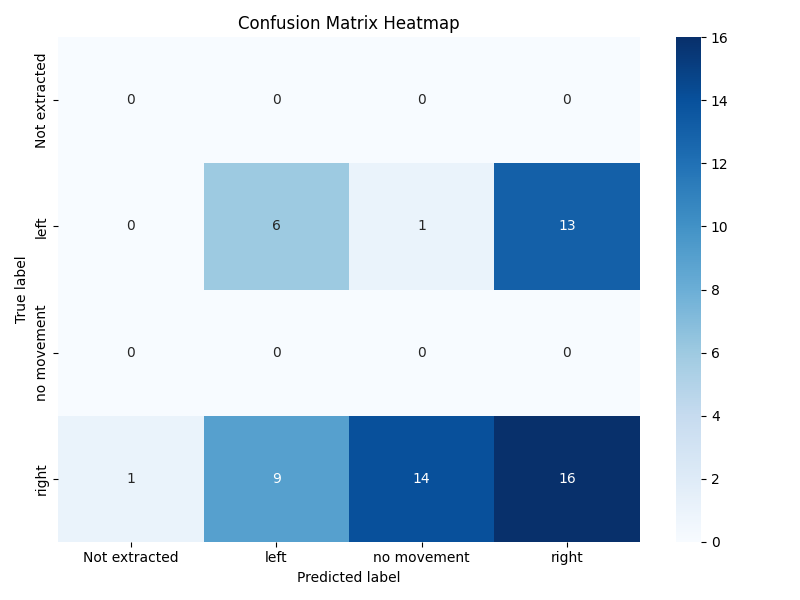 Confusion Matrix Heatmap
True label
Not extracted
0 0 0 0
left
0 6 1 13
no movement
0 0 0 0
right
1 9 14 16
Not extracted left no movement right
Predicted label
16
14
12
10
8
6
4
2
0